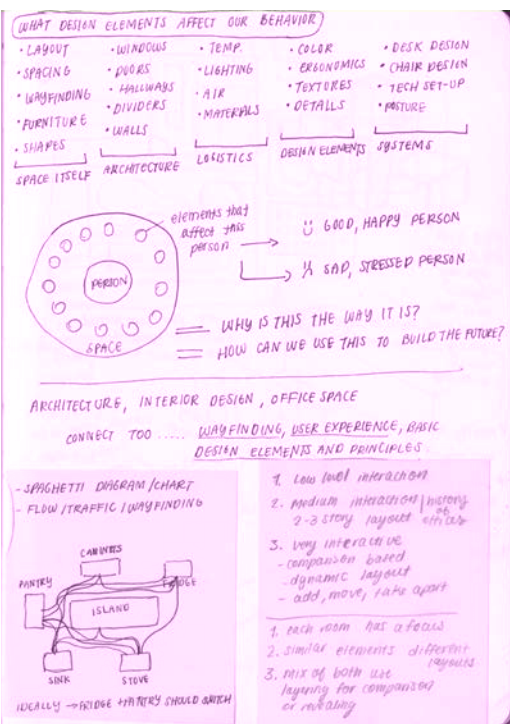 WHAT DESIGN ELEMENTS AFFECT OUR BEHAVIOR
• LAYOUT
• SPACING
• WAYFINDING
• FURNITURE
• SHAPES
SPACE ITSELF
• WINDOWS
• DOORS
• HALLWAYS
• DIVIDERS
• WALLS
ARCHITECTURE
• TEMP.
• LIGHTING
• AIR
• MATERIALS
LOGISTICS
• COLOR
• ERGONOMICS
• TEXTURES
• DETAILS
DESIGN ELEMENTS
• DESK DESIGN
• CHAIR DESIGN
• TECH SET-UP
• POSTURE
SYSTEMS
elements that
affect this
person
PERSON
SPACE
GOOD, HAPPY PERSON
SAD, STRESSED PERSON
WHY IS THIS THE WAY IT IS?
HOW CAN WE USE THIS TO BUILD THE FUTURE?
ARCHITECTURE, INTERIOR DESIGN, OFFICE SPACE
CONNECT TOO ..... WAYFINDING, USER EXPERIENCE, BASIC
DESIGN ELEMENTS AND PRINCIPLES
- SPAGHETTI DIAGRAM/CHART
- FLOW/TRAFFIC/WAYFINDING
PANTRY
FRIDGE
ISLAND
SINK
STOVE
IDEALLY → FRIDGE + PANTRY SHOULD SWITCH
1. Low level interaction
2. Medium interaction / history of offices
2-3 story layout
3. very interactive
- comparison based
- dynamic layout
- add, move, take apart
1. each room has a focus
2. similar elements different layouts
3. mix of both use
layering for comparison
or revealing